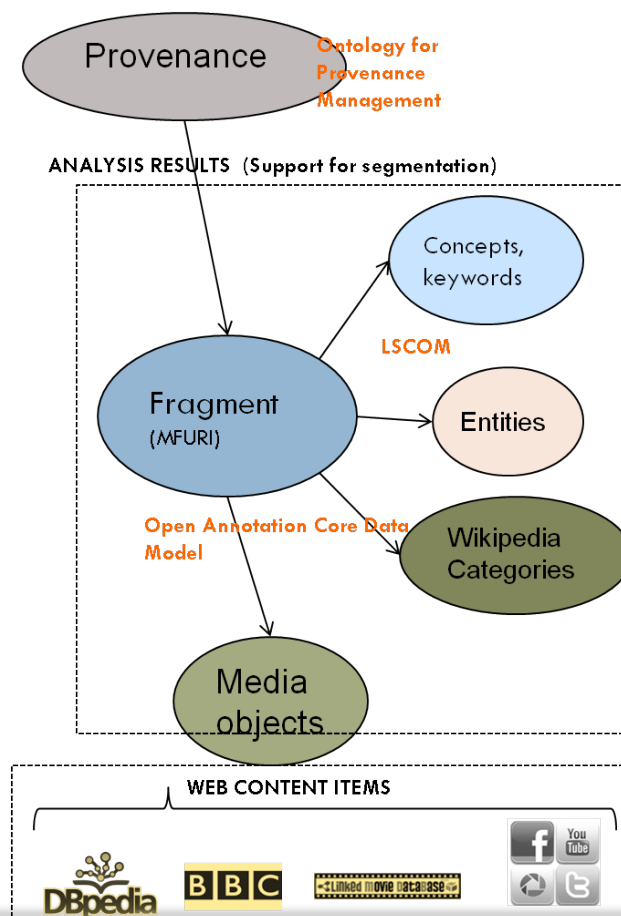 Provenance
Ontology for
Provenance
Management
ANALYSIS RESULTS (Support for segmentation)
Concepts,
keywords
LSCOM
Fragment
(MFURI)
Entities
Open Annotation Core Data
Model
Wikipedia
Categories
Media
objects
WEB CONTENT ITEMS
DBpedia
BBC
LINKED MOVIE DATABASE
f
You
Tube
t